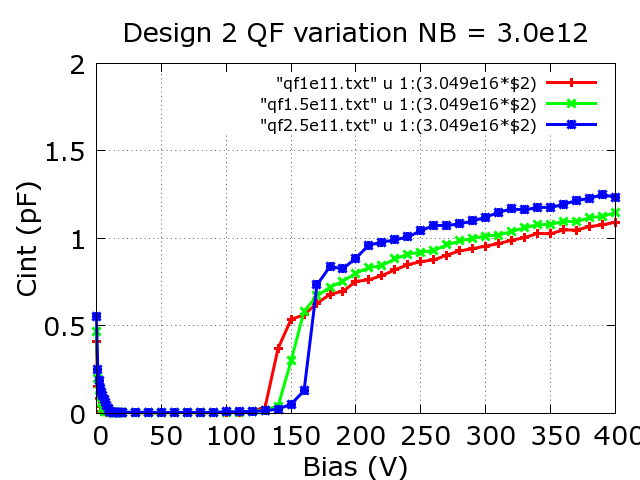 Design 2 QF variation NB = 3.0e12
"qf1e11.txt" u 1:(3.049e16*$2)
"qf1.5e11.txt" u 1:(3.049e16*$2)
"qf2.5e11.txt" u 1:(3.049e16*$2)
2
1.5
1
0.5
0
Cint (pF)
0 50 100 150 200 250 300 350 400
Bias (V)